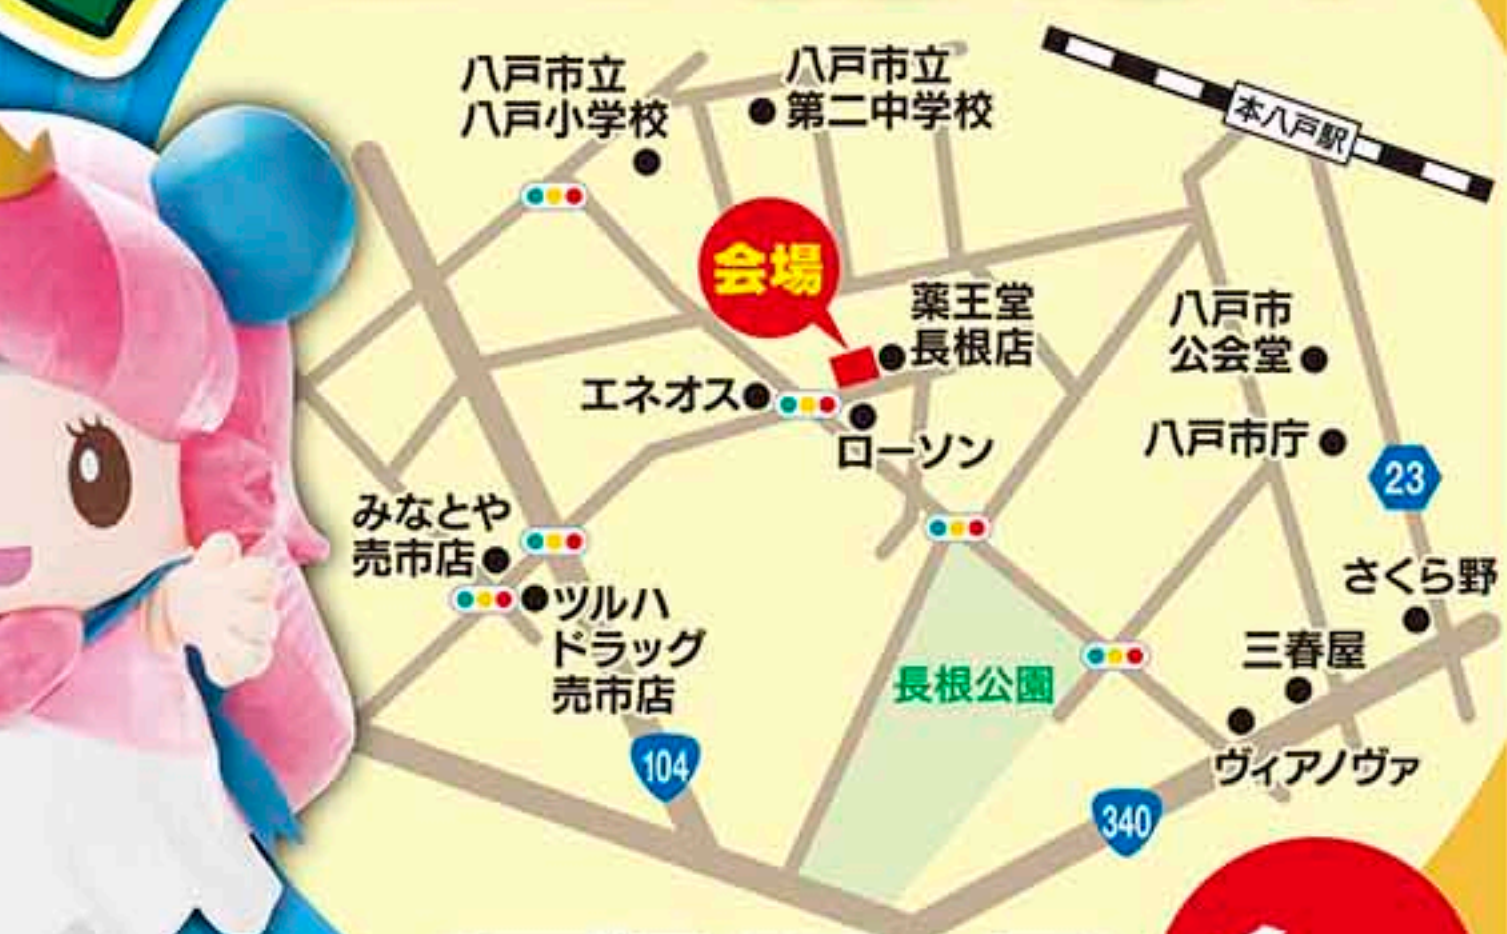 八戸市立
八戸小学校
八戸市立
第二中学校
本八戸駅
会場
薬王堂
長根店
八戸市
公会堂
エネオス
ローソン
八戸市庁
23
みなとや
売市店
ツルハ
ドラッグ
売市店
さくら野
三春屋
長根公園
ヴィアノヴァ
104
340